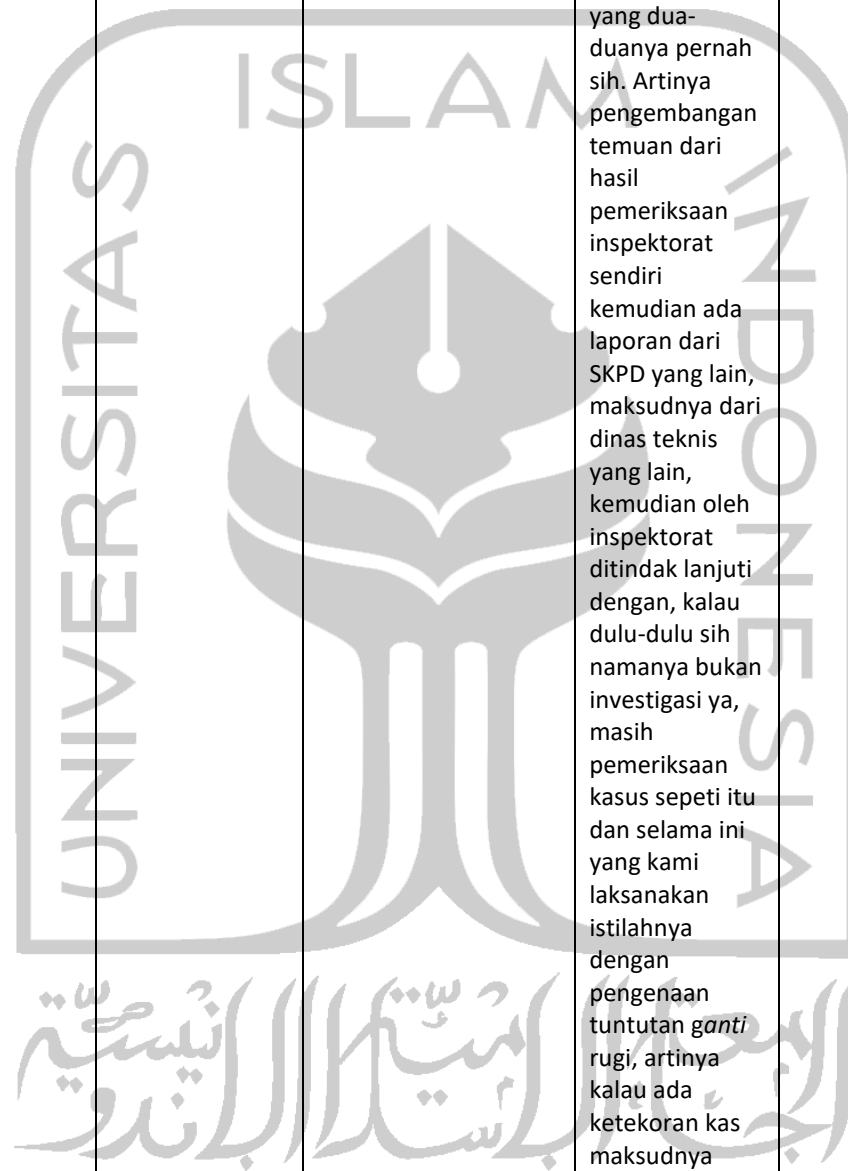 yang dua-
duanya pernah
sih. Artinya
pengembangan
temuan dari
hasil
pemeriksaan
inspektorat
sendiri
kemudian ada
laporan dari
SKPD yang lain,
maksudnya dari
dinas teknis
yang lain,
kemudian oleh
inspektorat
ditindak lanjuti
dengan, kalau
dulu-dulu sih
namanya bukan
investigasi ya,
masih
pemeriksaan
kasus sepeti itu
dan selama ini
yang kami
laksanakan
istilahnya
dengan
pengenaan
tuntutan ganti
rugi, artinya
kalau ada
ketekoran kas
maksudnya
UNIVERSITAS
ISLAM
INDONESIA